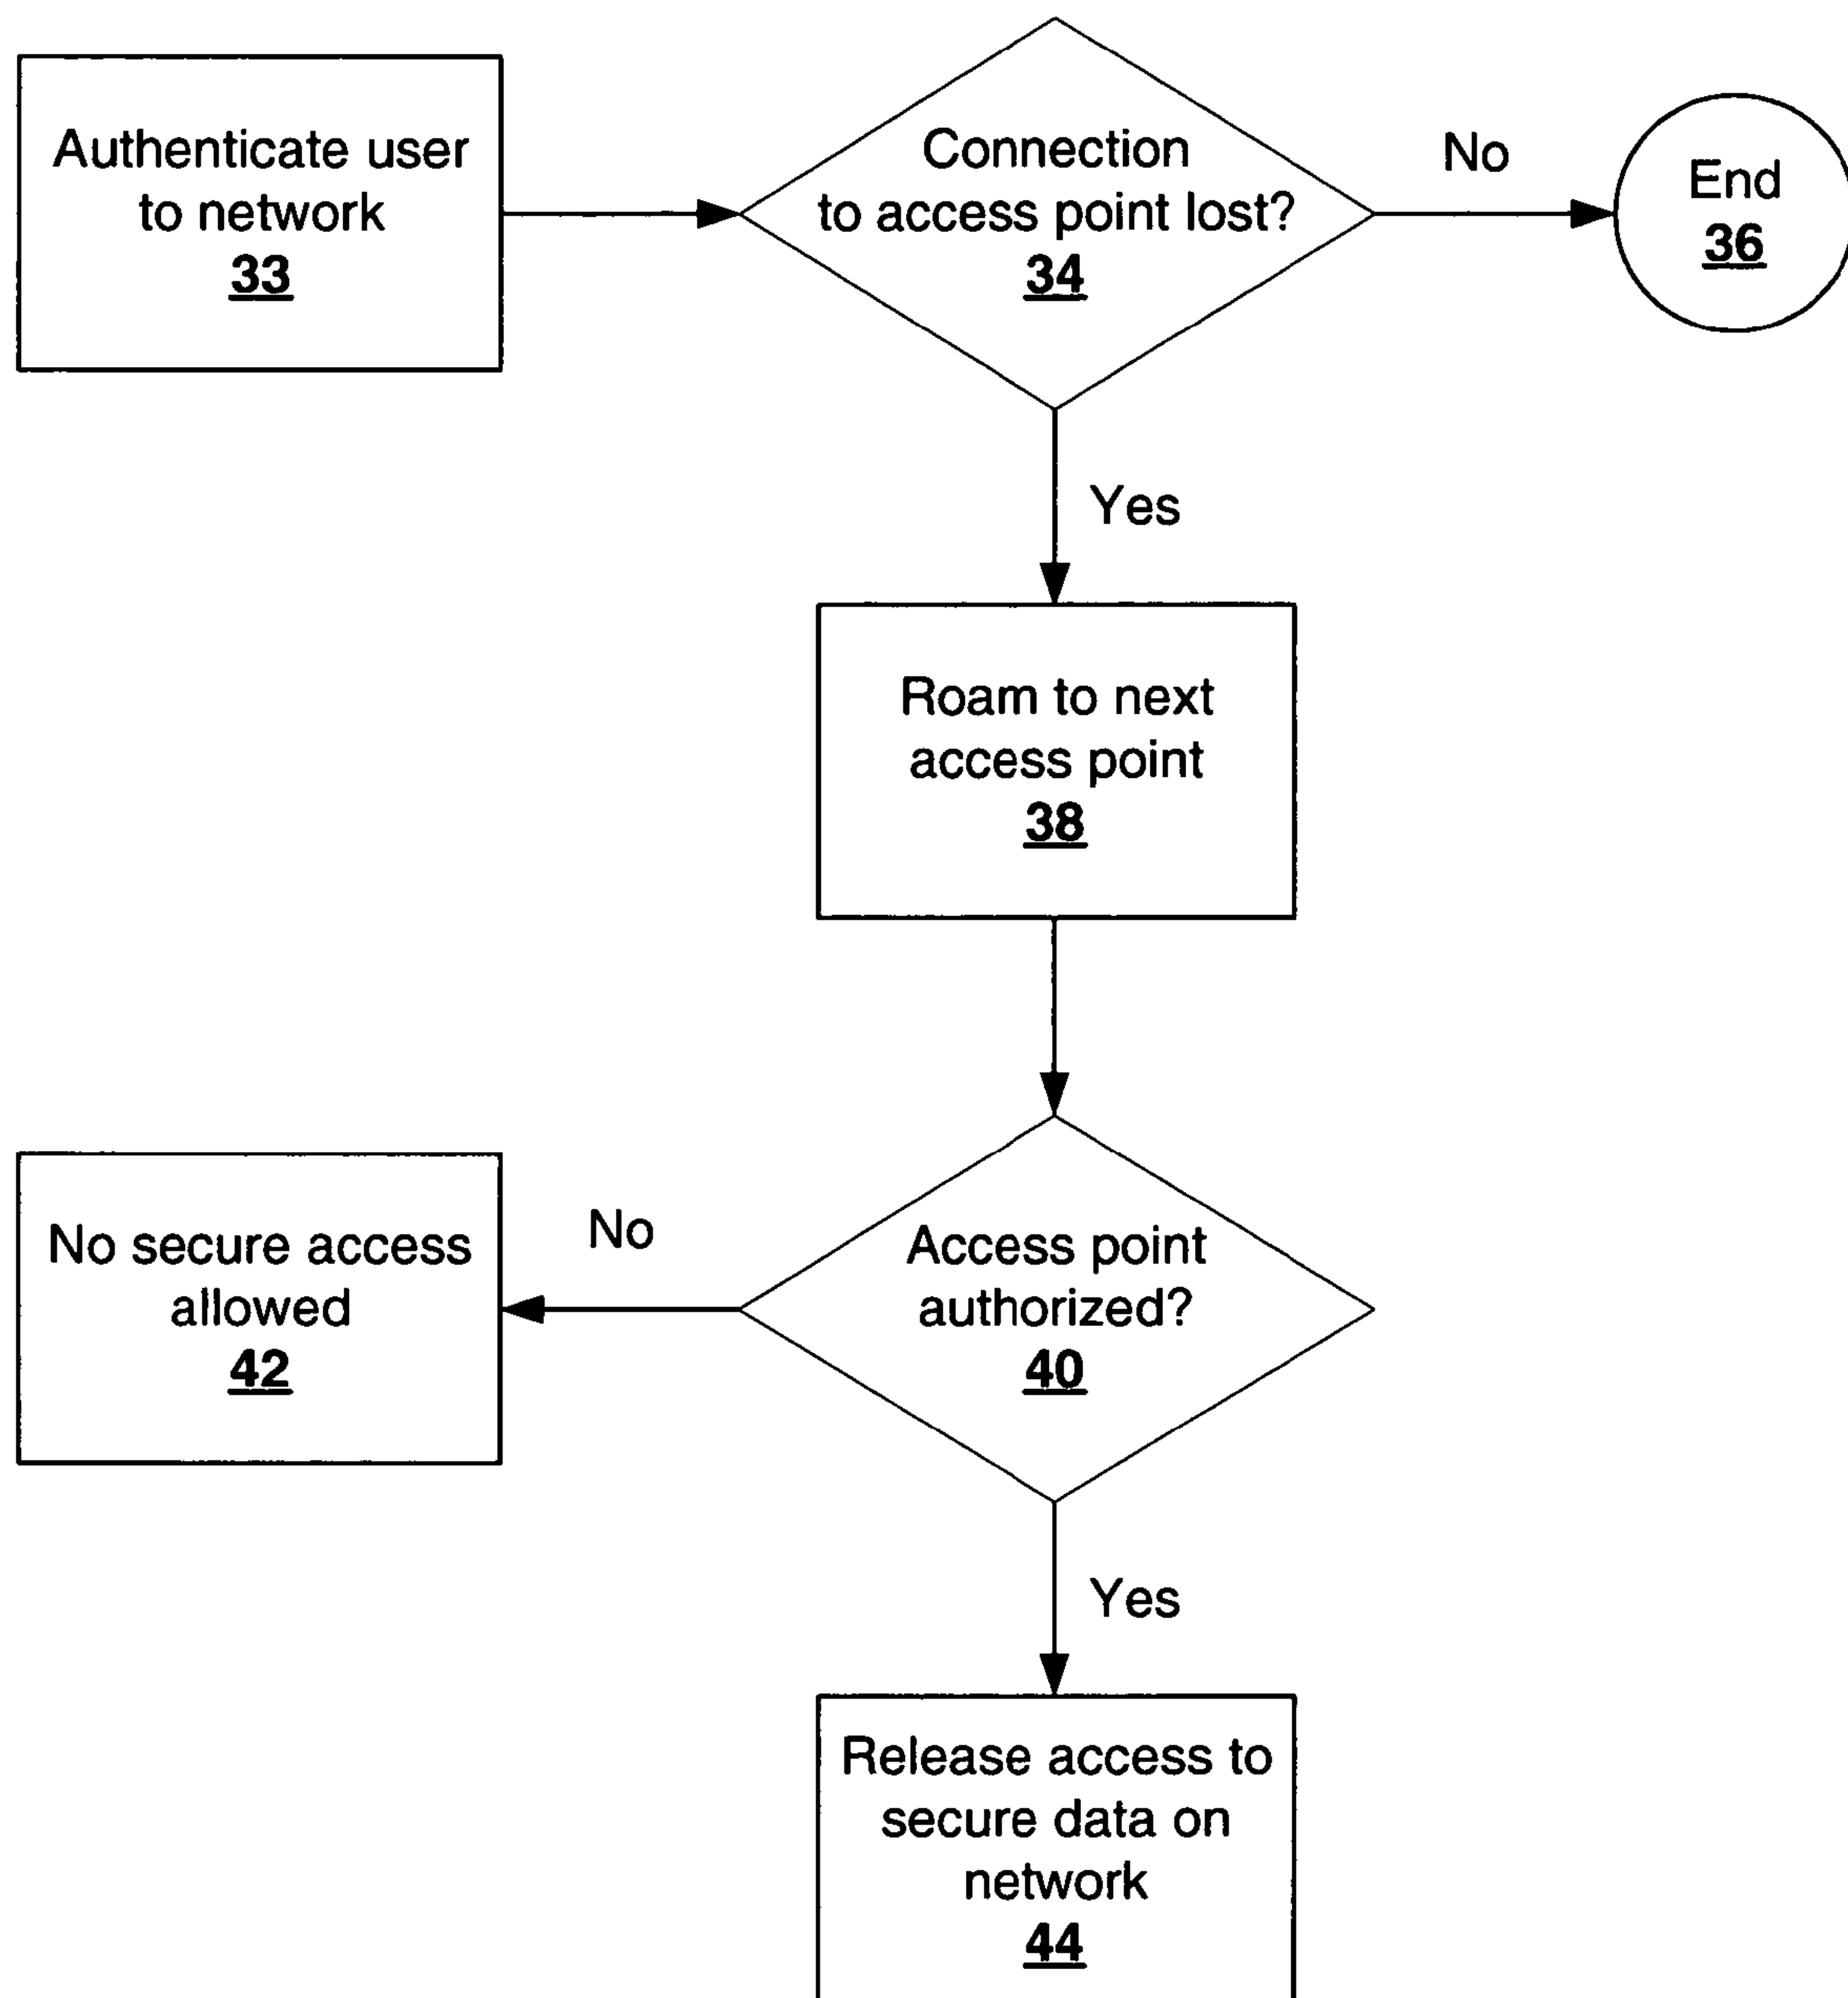 Authenticate user
to network
33
Connection
to access point lost?
34
No
End
36
Yes
Roam to next
access point
38
No secure access
allowed
42
No
Access point
authorized?
40
Yes
Release access to
secure data on
network
44